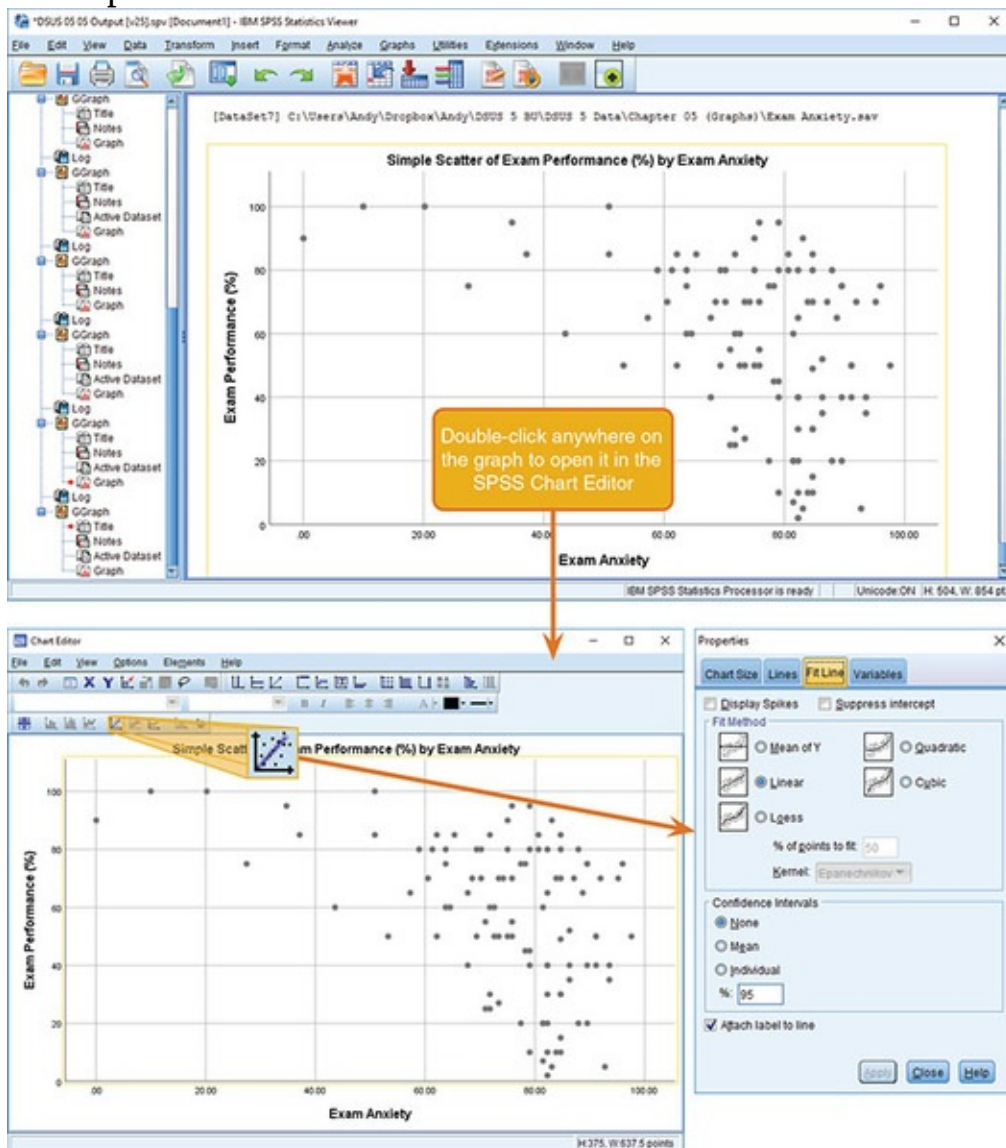 *DSUS 05 05 Output [v25].spv [Document1] - IBM SPSS Statistics Viewer
File Edit View Data Transform Insert Format Analyze Graphs Utilities Extensions Window Help
GGraph
Title
Notes
Graph
Log
GGraph
Title
Notes
Active Dataset
Graph
Log
GGraph
Title
Notes
Graph
Log
GGraph
Title
Notes
Active Dataset
Graph
Log
GGraph
Title
Notes
Active Dataset
Graph
Log
GGraph
Title
Notes
Active Dataset
Graph
[DataSet7] C:\Users\Andy\Dropbox\Andy\DSUS 5 BU\DSUS 5 Data\Chapter 05 (Graphs)\Exam Anxiety.sav
Simple Scatter of Exam Performance (%) by Exam Anxiety
Exam Performance (%)
100
80
60
40
20
0
.00 20.00 40.00 60.00 80.00 100.00
Exam Anxiety
Double-click anywhere on
the graph to open it in the
SPSS Chart Editor
IBM SPSS Statistics Processor is ready Unicode:ON H: 504, W: 854 pt
Chart Editor
File Edit View Options Elements Help
X Y
B I
A
Simple Scatt m Performance (%) by Exam Anxiety
Exam Performance (%)
100
80
60
40
20
0
.00 20.00 40.00 60.00 80.00 100.00
Exam Anxiety
H:375, W:637.5 points
Properties
Chart Size Lines Fit Line Variables
Display Spikes Suppress intercept
Fit Method
Mean of Y Quadratic
Linear Cubic
Loess
% of points to fit: 50
Kernel: Epanechnikov
Confidence Intervals
None
Mean
Individual
%: 95
Attach label to line
Apply Close Help